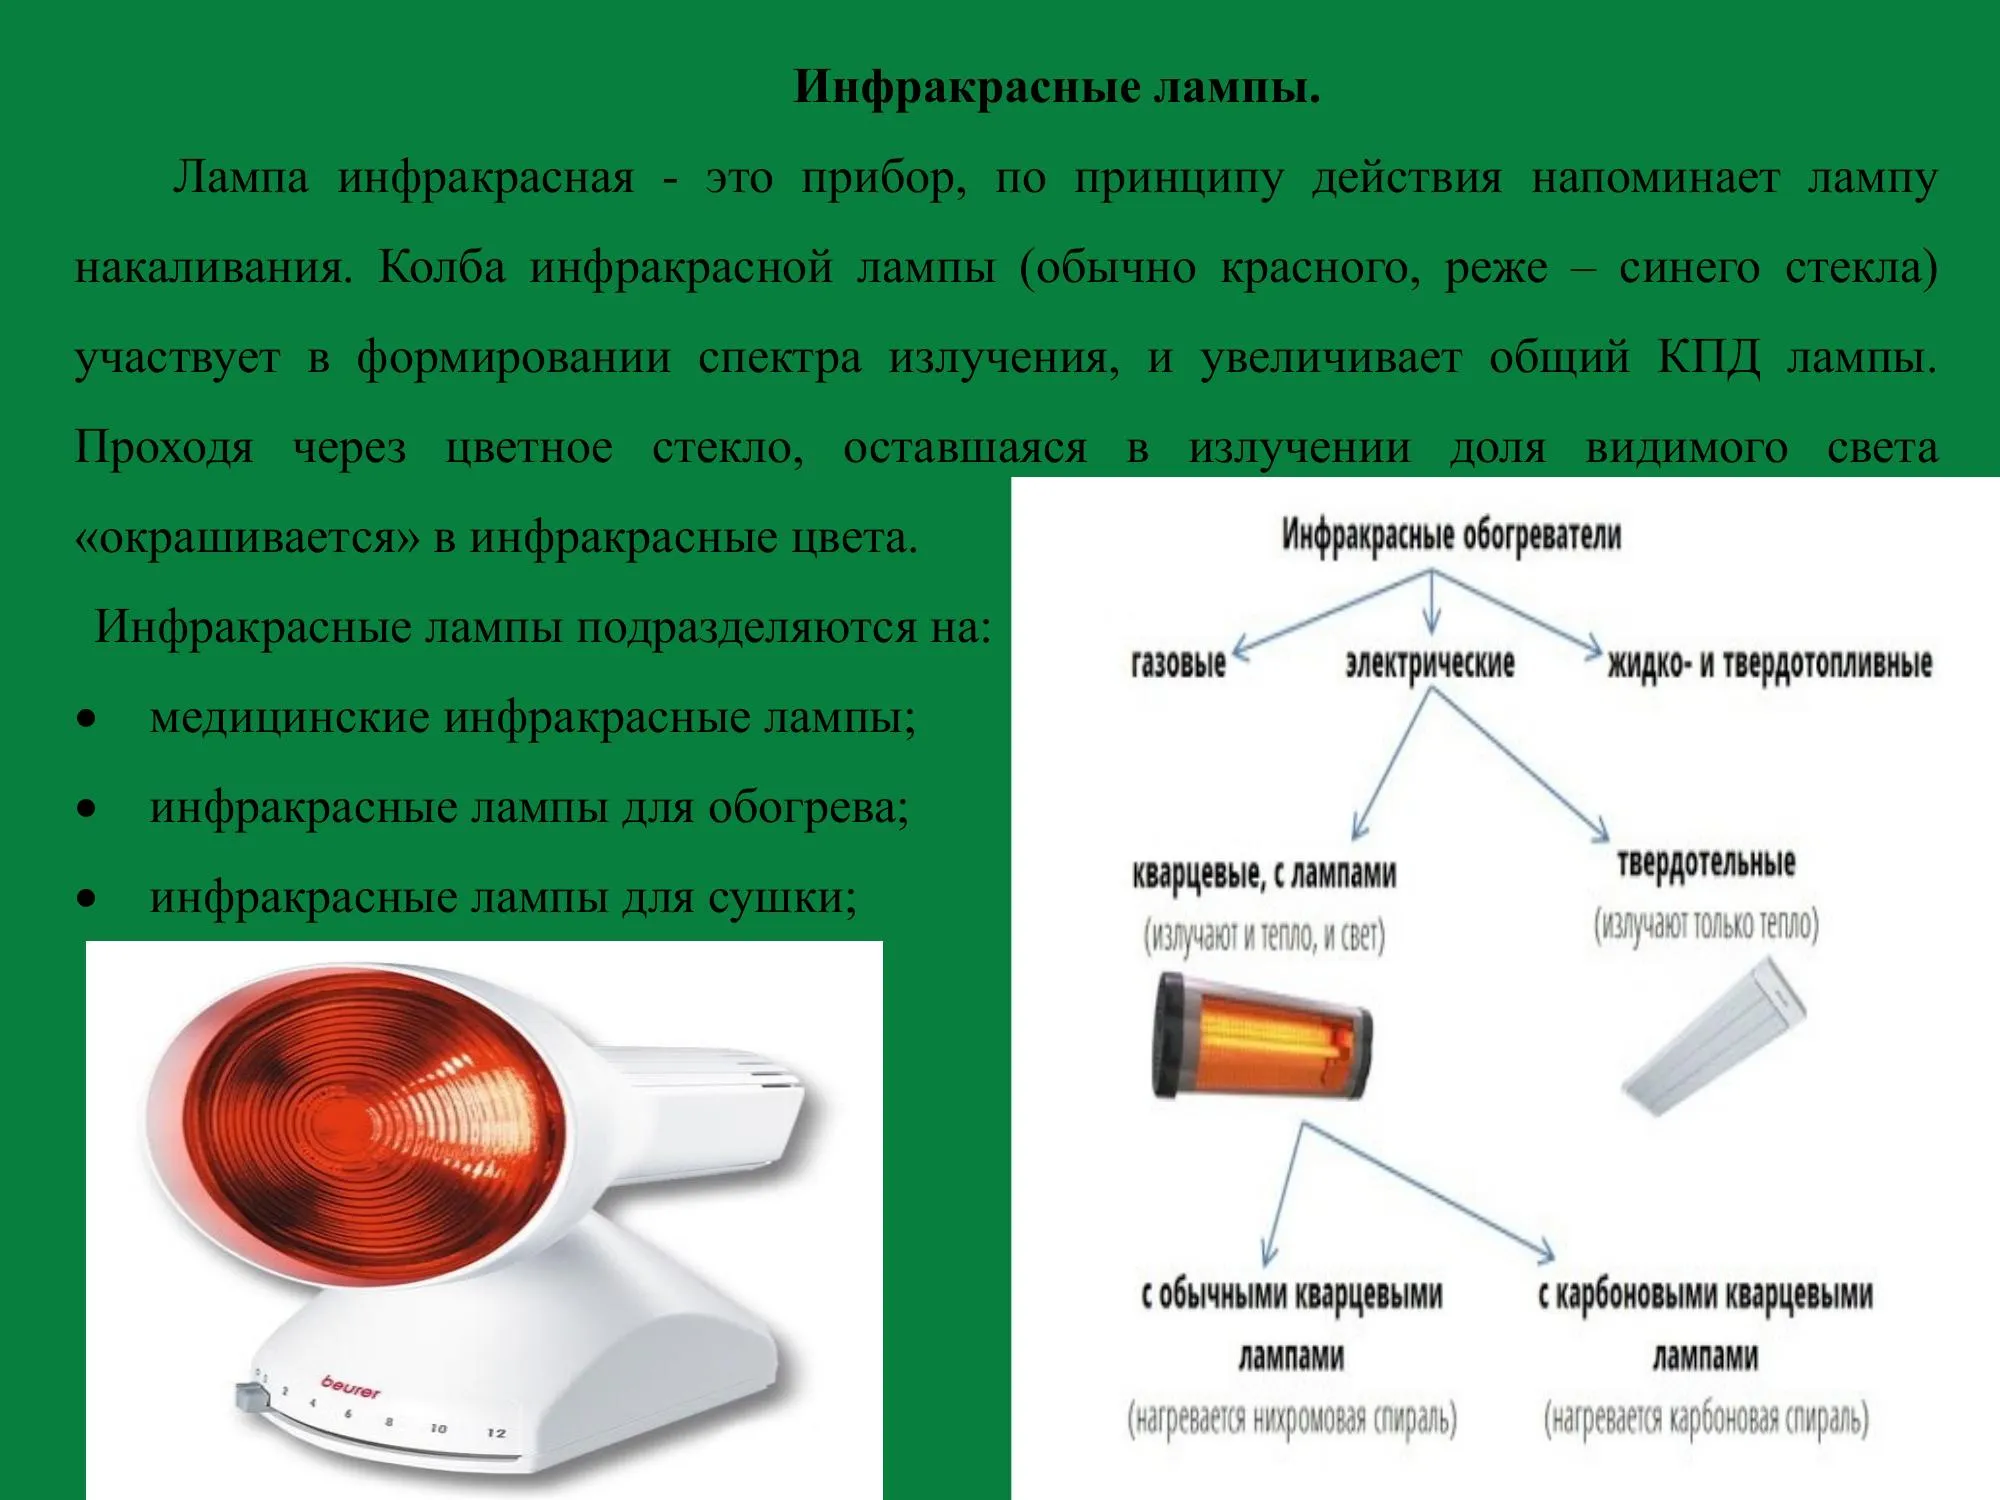 Инфракрасные лампы.
Лампа инфракрасная - это прибор, по принципу действия напоминает лампу
накаливания. Колба инфракрасной лампы (обычно красного, реже – синего стекла)
участвует в формировании спектра излучения, и увеличивает общий КПД лампы.
Проходя через цветное стекло, оставшаяся в излучении доля видимого света
«окрашивается» в инфракрасные цвета.
Инфракрасные лампы подразделяются на:
• медицинские инфракрасные лампы;
• инфракрасные лампы для обогрева;
• инфракрасные лампы для сушки;
beurer
0 1 2 4 6 8 10 12
Инфракрасные обогреватели
газовые электрические жидко- и твердотопливные
кварцевые, с лампами
(излучают и тепло, и свет)
твердотельные
(излучают только тепло)
с обычными кварцевыми
лампами
(нагревается нихромовая спираль)
с карбоновыми кварцевыми
лампами
(нагревается карбоновая спираль)